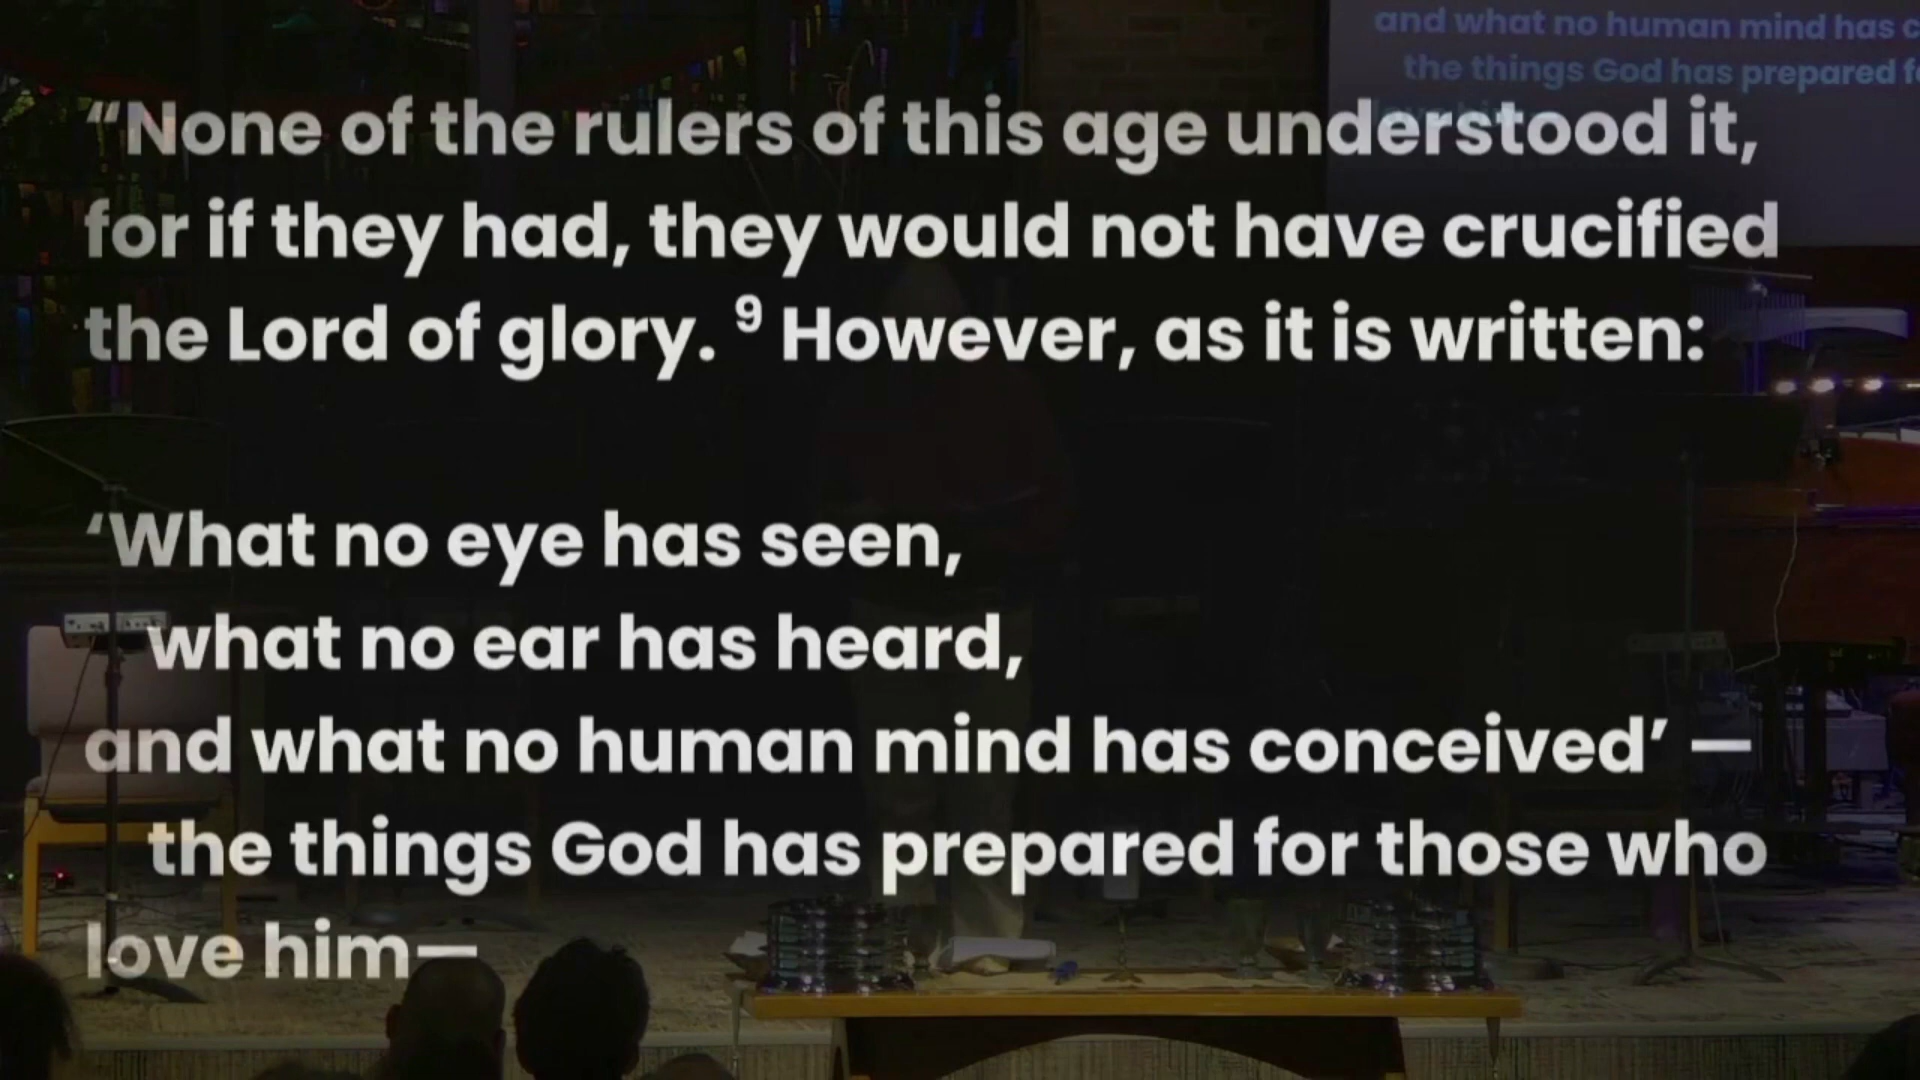 and what no human mind has
the things God has prepared
“None of the rulers of this age understood it,
for if they had, they would not have crucified
the Lord of glory. ⁹ However, as it is written:
‘What no eye has seen,
what no ear has heard,
and what no human mind has conceived’ —
the things God has prepared for those who
love him—